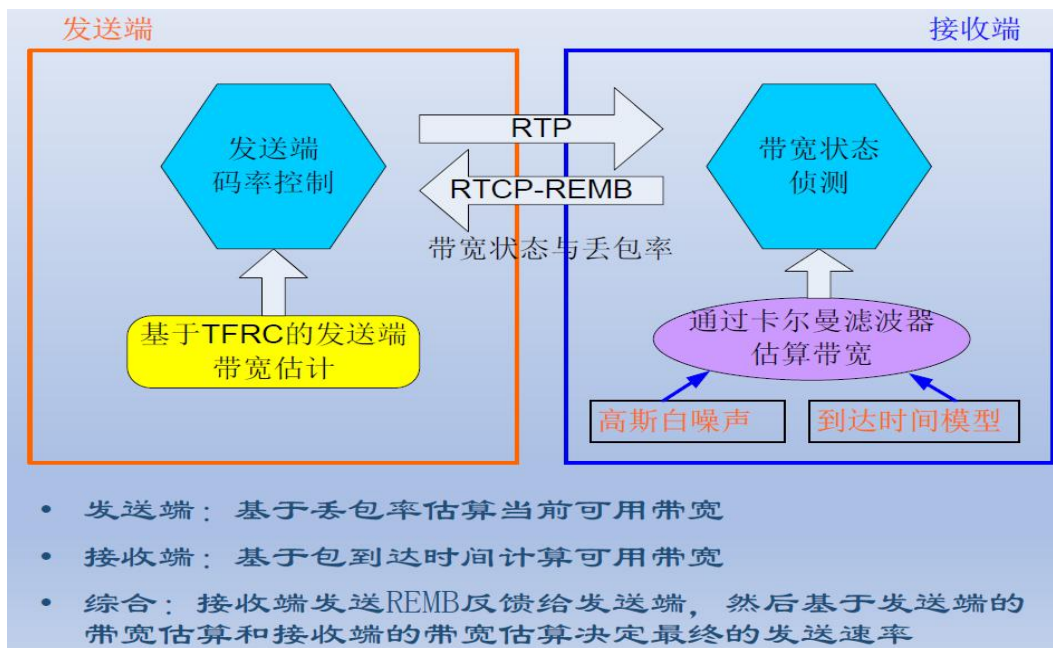 发送端
接收端
发送端
码率控制
RTP
RTCP-REMB
带宽状态与丢包率
带宽状态
侦测
基于TFRC的发送端
带宽估计
通过卡尔曼滤波器
估算带宽
高斯白噪声
到达时间模型
• 发送端：基于丢包率估算当前可用带宽
• 接收端：基于包到达时间计算可用带宽
• 综合：接收端发送REMB反馈给发送端，然后基于发送端的
带宽估算和接收端的带宽估算决定最终的发送速率